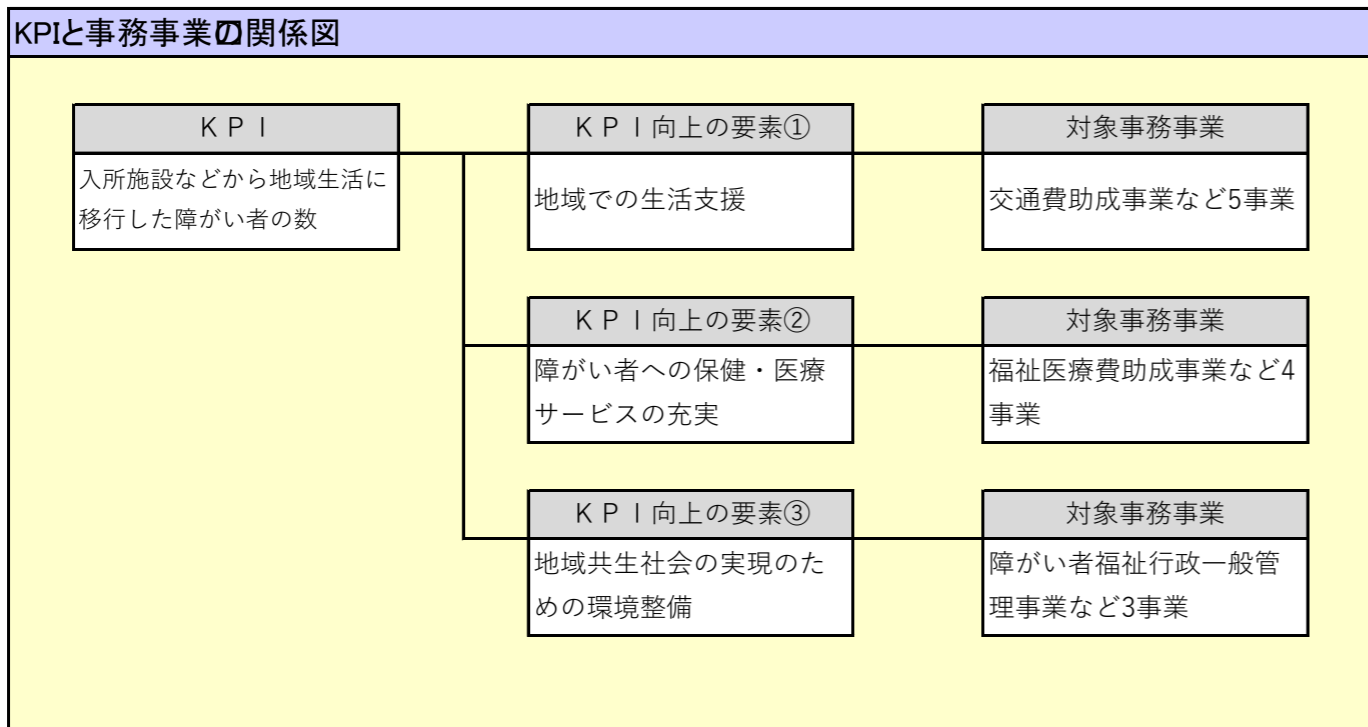 KPIと事務事業の関係図
ＫＰＩ
入所施設などから地域生活に
移行した障がい者の数
ＫＰＩ向上の要素①
地域での生活支援
対象事務事業
交通費助成事業など5事業
ＫＰＩ向上の要素②
障がい者への保健・医療
サービスの充実
対象事務事業
福祉医療費助成事業など4
事業
ＫＰＩ向上の要素③
地域共生社会の実現のた
めの環境整備
対象事務事業
障がい者福祉行政一般管
理事業など3事業